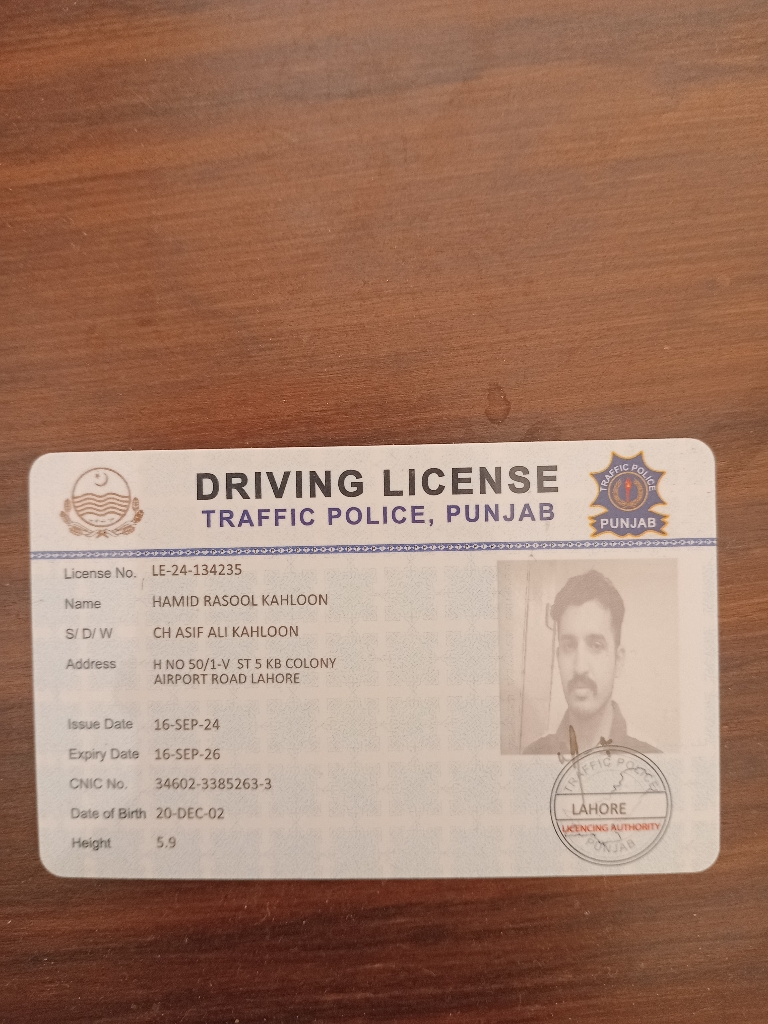 DRIVING LICENSE
TRAFFIC POLICE, PUNJAB
TRAFFIC POLICE
PUNJAB
License No. LE-24-134235
Name HAMID RASOOL KAHLOON
S/ D/ W CH ASIF ALI KAHLOON
Address H NO 50/1-V ST 5 KB COLONY
AIRPORT ROAD LAHORE
Issue Date 16-SEP-24
Expiry Date 16-SEP-26
CNIC No. 34602-3385263-3
Date of Birth 20-DEC-02
Height 5.9
TRAFFIC POLICE
LAHORE
LICENCING AUTHORITY
PUNJAB